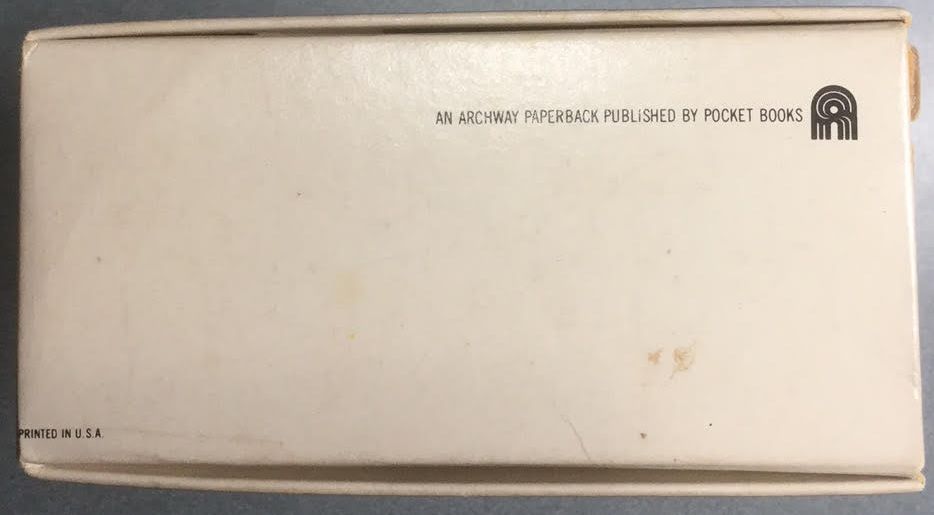 AN ARCHWAY PAPERBACK PUBLISHED BY POCKET BOOKS
PRINTED IN U.S.A.